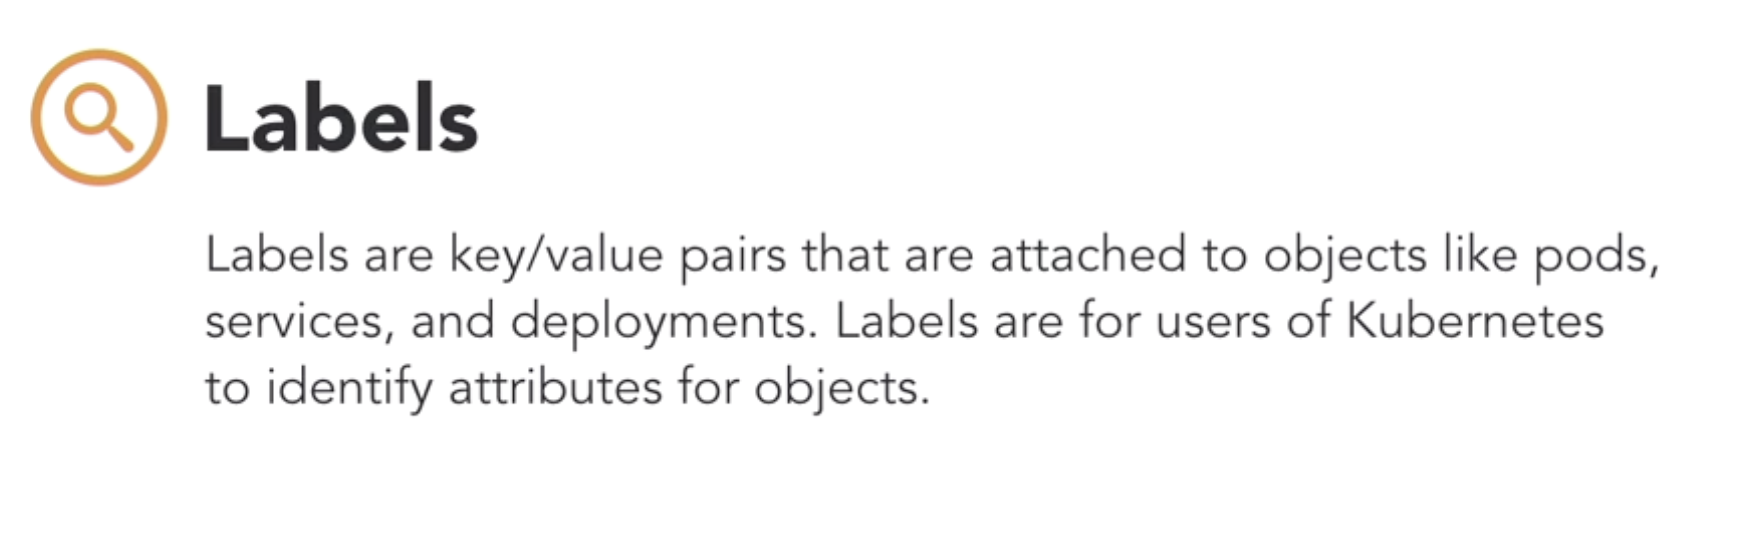 Labels
Labels are key/value pairs that are attached to objects like pods,
services, and deployments. Labels are for users of Kubernetes
to identify attributes for objects.